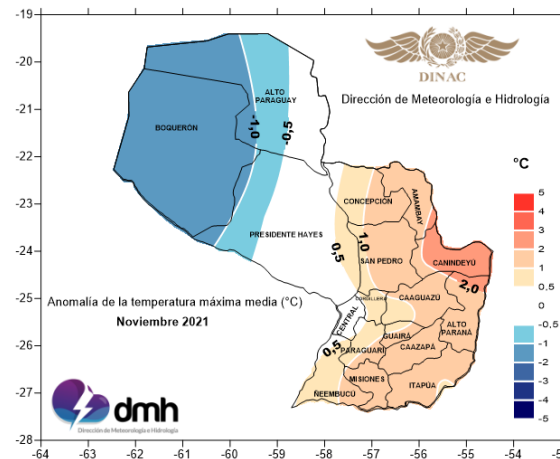 DINAC
Dirección de Meteorología e Hidrología
-19
-20
-21
-22
-23
-24
-25
-26
-27
-28
ALTO
PARAGUAY
BOQUERÓN
-1,0
-0,5
PRESIDENTE HAYES
CONCEPCIÓN
AMAMBAY
0,5
1,0
SAN PEDRO
CANINDEYÚ
2,0
CORDILLERA
CAAGUAZÚ
CENTRAL
ALTO
PARANÁ
GUAIRÁ
0,5
PARAGUARÍ
CAAZAPÁ
MISIONES
ITAPÚA
ÑEEMBUCÚ
Anomalía de la temperatura máxima media (°C)
Noviembre 2021
°C
5
4
3
2
1
0.5
0
-0.5
-1
-2
-3
-4
-5
dmh
Dirección de Meteorología e Hidrología
-64 -63 -62 -61 -60 -59 -58 -57 -56 -55 -54 -53